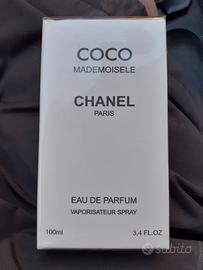 COCO
MADEMOISELE
CHANEL
PARIS
EAU DE PARFUM
VAPORISATEUR SPRAY
100ml 3,4 FL.OZ
subito